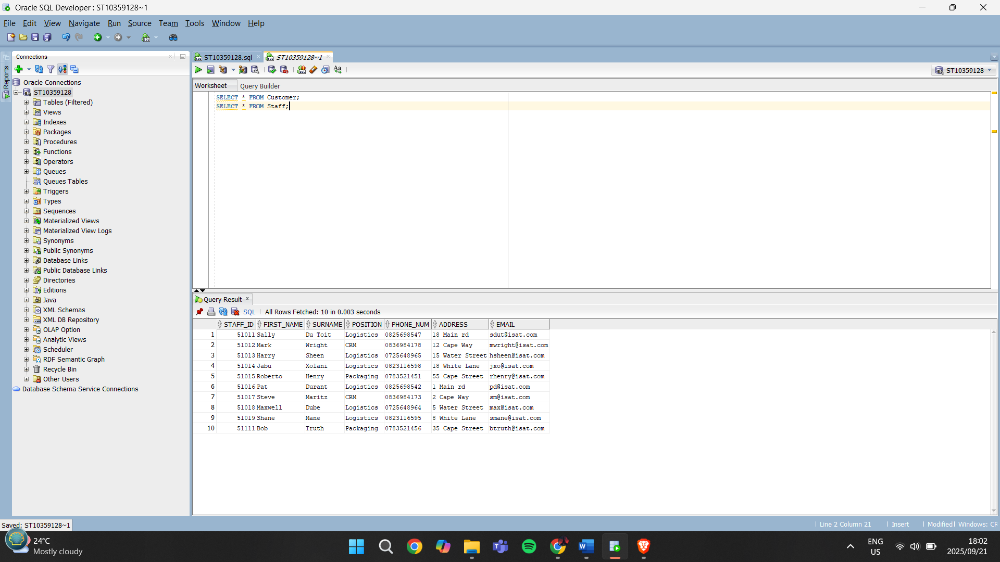 Oracle SQL Developer : ST10359128~1
File Edit View Navigate Run Source Team Tools Window Help
Connections
ST10359128.sql
ST10359128~1
Reports
ST10359128
Worksheet Query Builder
Oracle Connections
ST10359128
Tables (Filtered)
Views
Indexes
Packages
Procedures
Functions
Operators
Queues
Queues Tables
Triggers
Types
Sequences
Materialized Views
Materialized View Logs
Synonyms
Public Synonyms
Database Links
Public Database Links
Directories
Editions
Java
XML Schemas
XML DB Repository
OLAP Option
Analytic Views
Scheduler
RDF Semantic Graph
Recycle Bin
Other Users
Database Schema Service Connections
SELECT * FROM Customer;
SELECT * FROM Staff;
Query Result
SQL All Rows Fetched: 10 in 0.003 seconds
STAFF_ID FIRST_NAME SURNAME POSITION PHONE_NUM ADDRESS EMAIL
1 51011 Sally Du Toit Logistics 0825698547 18 Main rd sdut@isat.com
2 51012 Mark Wright CRM 0836984178 12 Cape Way mwright@isat.com
3 51013 Harry Sheen Logistics 0725648965 15 Water Street hsheen@isat.com
4 51014 Jabu Xolani Logistics 0823116598 18 White Lane jxo@isat.com
5 51015 Roberto Henry Packaging 0783521451 55 Cape Street rhenry@isat.com
6 51016 Pat Durant Logistics 0825698542 1 Main rd pd@isat.com
7 51017 Steve Maritz CRM 0836984173 2 Cape Way sm@isat.com
8 51018 Maxwell Dube Logistics 0725648964 5 Water Street max@isat.com
9 51019 Shane Mane Logistics 0823116595 8 White Lane smane@isat.com
10 51111 Bob Truth Packaging 0783521456 35 Cape Street btruth@isat.com
Saved: ST10359128~1
Line 2 Column 21 Insert Modified Windows: CR
24°C
Mostly cloudy
ENG
US
18:02
2025/09/21